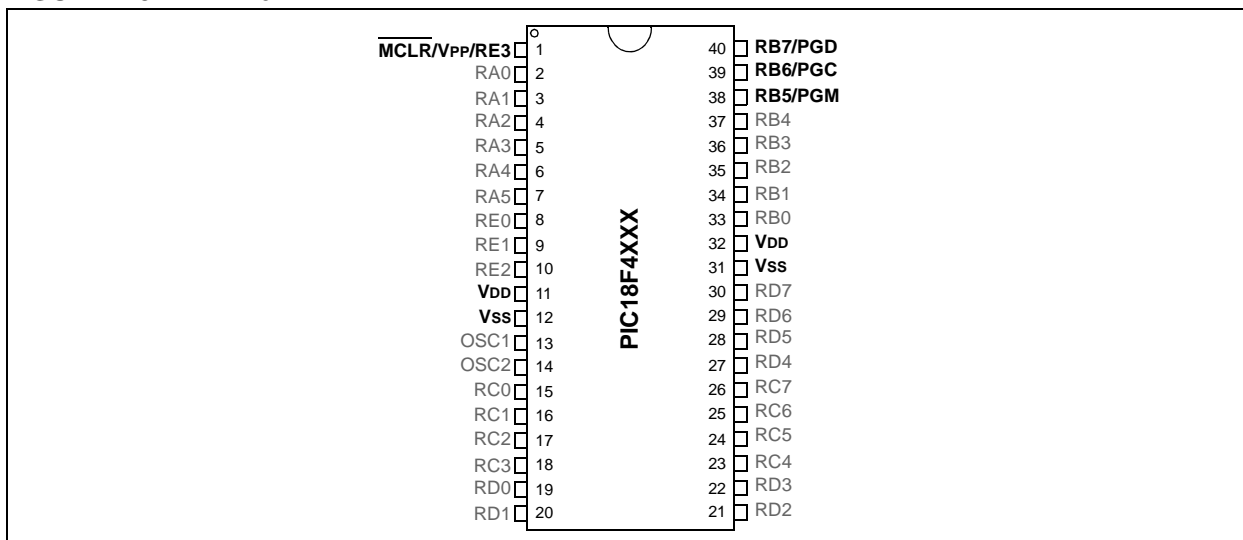 MCLR/VPP/RE3 1 40 RB7/PGD
RA0 2 39 RB6/PGC
RA1 3 38 RB5/PGM
RA2 4 37 RB4
RA3 5 36 RB3
RA4 6 35 RB2
RA5 7 34 RB1
RE0 8 33 RB0
RE1 9 32 VDD
RE2 10 31 VSS
VDD 11 30 RD7
VSS 12 29 RD6
OSC1 13 28 RD5
OSC2 14 27 RD4
RC0 15 26 RC7
RC1 16 25 RC6
RC2 17 24 RC5
RC3 18 23 RC4
RD0 19 22 RD3
RD1 20 21 RD2
PIC18F4XXX